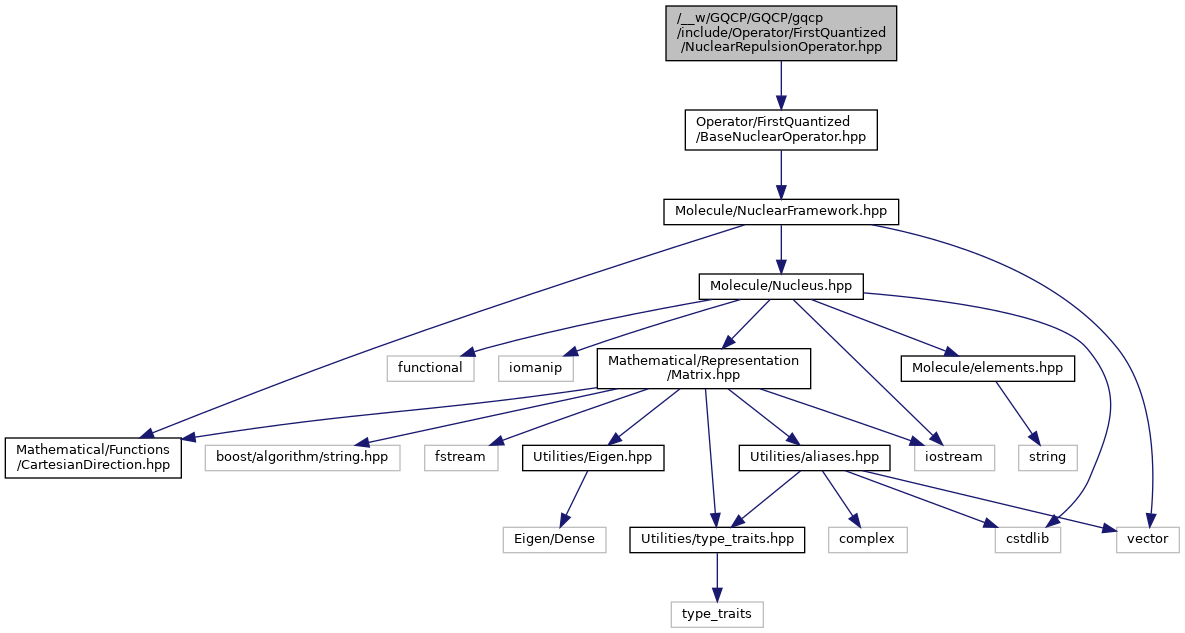 /__w/GQCP/GQCP/gqcp
/include/Operator/FirstQuantized
/NuclearRepulsionOperator.hpp
Operator/FirstQuantized
/BaseNuclearOperator.hpp
Molecule/NuclearFramework.hpp
Molecule/Nucleus.hpp
functional
iomanip
Mathematical/Representation
/Matrix.hpp
Molecule/elements.hpp
Mathematical/Functions
/CartesianDirection.hpp
boost/algorithm/string.hpp
fstream
Utilities/Eigen.hpp
Utilities/aliases.hpp
iostream
string
Eigen/Dense
Utilities/type_traits.hpp
complex
cstdlib
vector
type_traits